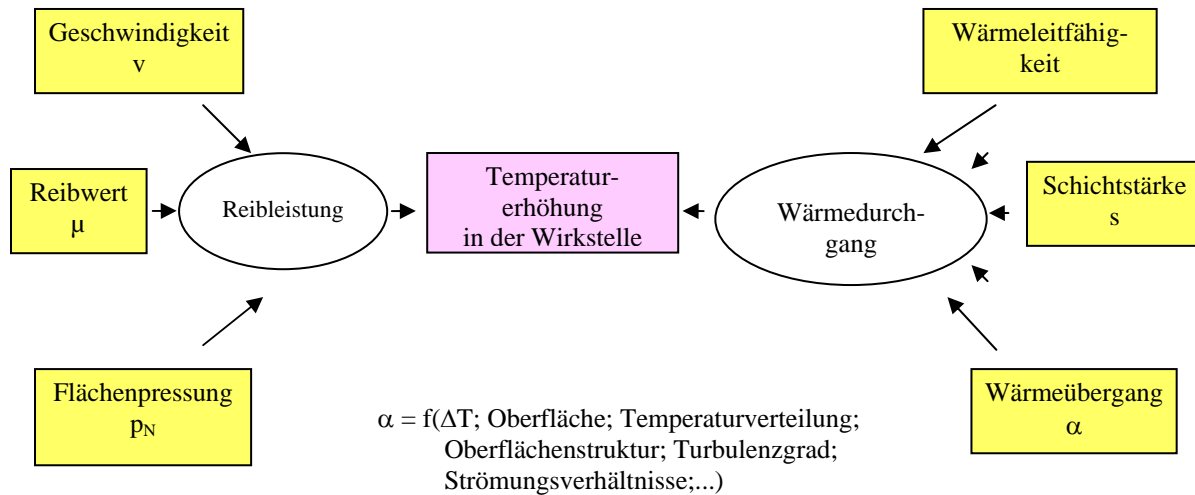 Geschwindigkeit
v
Wärmeleitfähig-
keit
Reibwert
μ
Reibleistung
Temperatur-
erhöhung
in der Wirkstelle
Wärmedurch-
gang
Schichtstärke
s
Flächenpressung
pN
Wärmeübergang
α
α = f(ΔT; Oberfläche; Temperaturverteilung;
Oberflächenstruktur; Turbulenzgrad;
Strömungsverhältnisse;...)